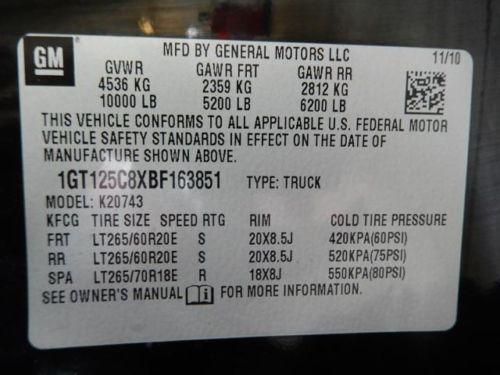 GM
MFD BY GENERAL MOTORS LLC 11/10
GVWR GAWR FRT GAWR RR
4536 KG 2359 KG 2812 KG
10000 LB 5200 LB 6200 LB
THIS VEHICLE CONFORMS TO ALL APPLICABLE U.S. FEDERAL MOTOR
VEHICLE SAFETY STANDARDS IN EFFECT ON THE DATE OF
MANUFACTURE SHOWN ABOVE.
1GT125C8XBF163851 TYPE: TRUCK
MODEL: K20743
KFCG TIRE SIZE SPEED RTG RIM COLD TIRE PRESSURE
FRT LT265/60R20E S 20X8.5J 420KPA(60PSI)
RR LT265/60R20E S 20X8.5J 520KPA(75PSI)
SPA LT265/70R18E R 18X8J 550KPA(80PSI)
SEE OWNER'S MANUAL FOR MORE INFORMATION.